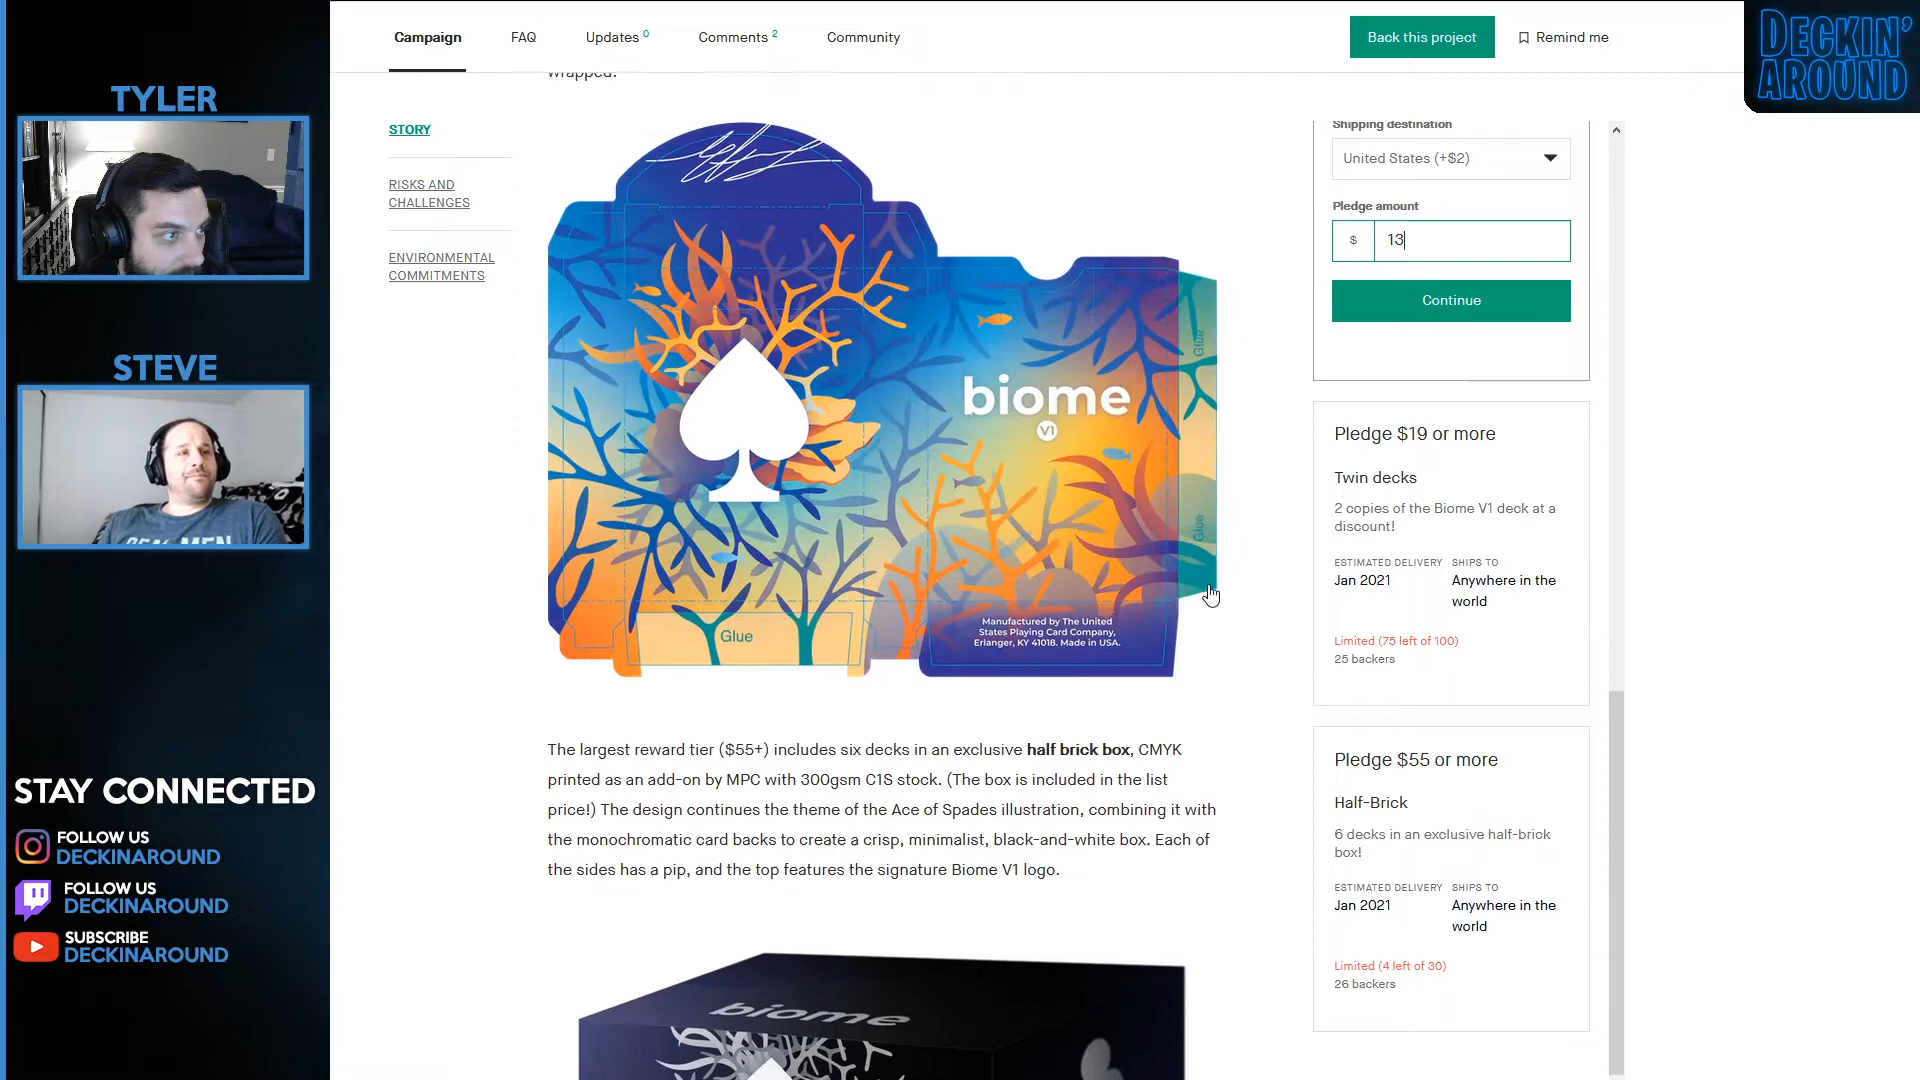 TYLER
STEVE
STAY CONNECTED
FOLLOW US
DECKINAROUND
FOLLOW US
DECKINAROUND
SUBSCRIBE
DECKINAROUND
Campaign
FAQ
Updates 0
Comments 2
Community
Back this project
Remind me
DECKIN'
AROUND
wrapped.
STORY
RISKS AND
CHALLENGES
ENVIRONMENTAL
COMMITMENTS
biome
V1
Glue
Glue
Glue
Manufactured by The United
States Playing Card Company,
Erlanger, KY 41018. Made in USA.
The largest reward tier ($55+) includes six decks in an exclusive half brick box, CMYK
printed as an add-on by MPC with 300gsm C1S stock. (The box is included in the list
price!) The design continues the theme of the Ace of Spades illustration, combining it with
the monochromatic card backs to create a crisp, minimalist, black-and-white box. Each of
the sides has a pip, and the top features the signature Biome V1 logo.
biome
Shipping destination
United States (+$2)
Pledge amount
$ 13
Continue
Pledge $19 or more
Twin decks
2 copies of the Biome V1 deck at a
discount!
ESTIMATED DELIVERY SHIPS TO
Jan 2021 Anywhere in the
world
Limited (75 left of 100)
25 backers
Pledge $55 or more
Half-Brick
6 decks in an exclusive half-brick
box!
ESTIMATED DELIVERY SHIPS TO
Jan 2021 Anywhere in the
world
Limited (4 left of 30)
26 backers